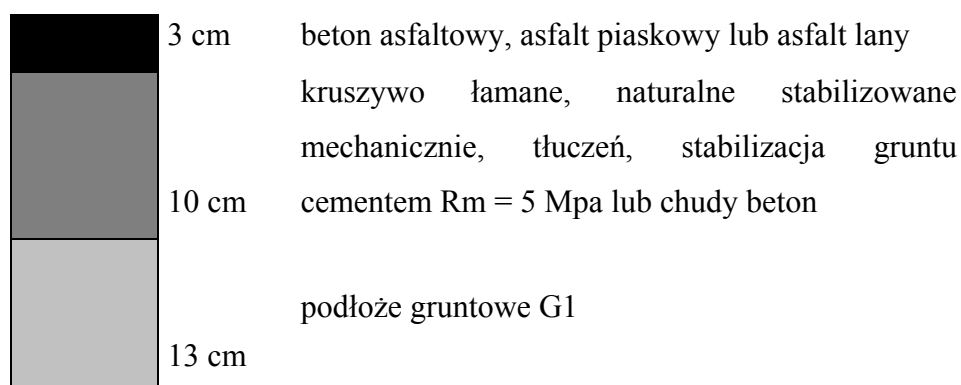 3 cm beton asfaltowy, asfalt piaskowy lub asfalt lany
kruszywo łamane, naturalne stabilizowane
mechanicznie, tłuczeń, stabilizacja gruntu
10 cm cementem Rm = 5 Mpa lub chudy beton
podłoże gruntowe G1
13 cm